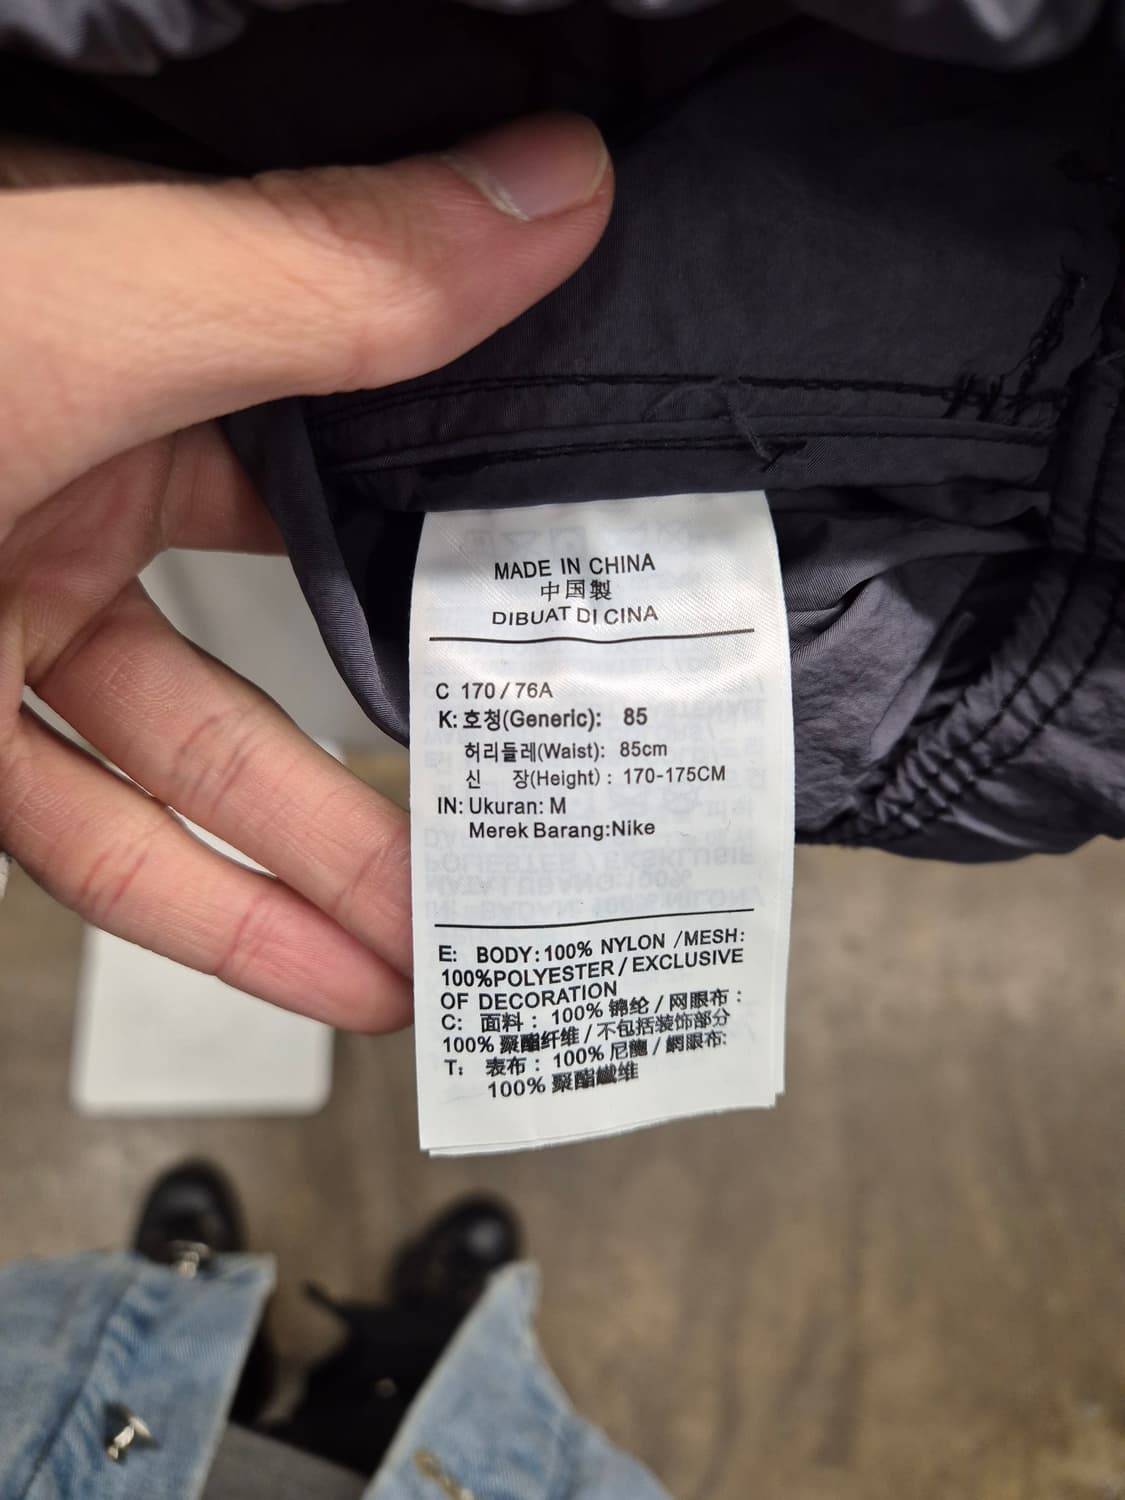 MADE IN CHINA
中国製
DIBUAT DI CINA
C 170 / 76A
K: 호청(Generic): 85
허리들레(Waist): 85cm
신 장(Height) : 170-175CM
IN: Ukuran: M
Merek Barang:Nike
E: BODY:100% NYLON /MESH:
100%POLYESTER / EXCLUSIVE
OF DECORATION
C: 面料 : 100% 锦纶 / 网眼布 :
100% 聚酯纤维 / 不包括装饰部分
T: 表布 : 100% 尼龍 / 網眼布:
100% 聚酯纖维